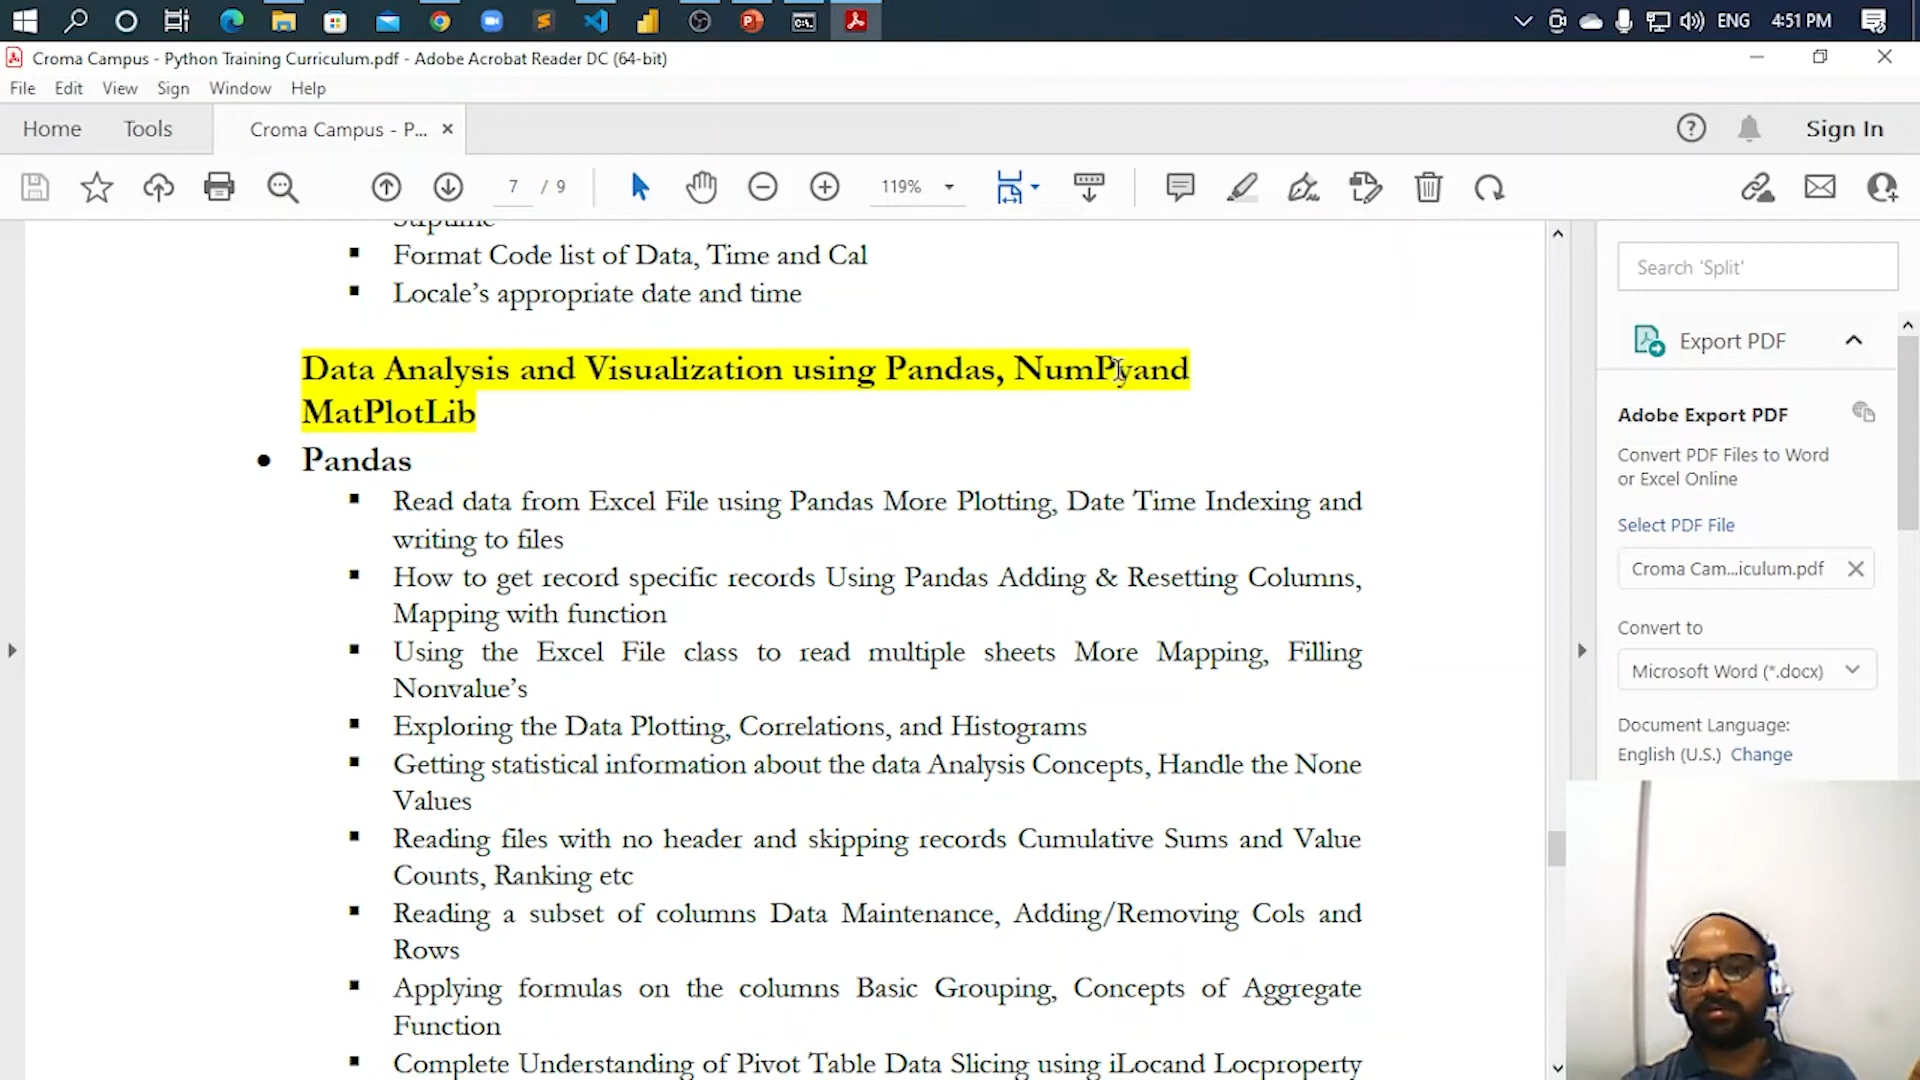 ENG
4:51 PM
Croma Campus - Python Training Curriculum.pdf - Adobe Acrobat Reader DC (64-bit)
File Edit View Sign Window Help
Home Tools Croma Campus - P... ×
Sign In
7 / 9
119%
Format Code list of Data, Time and Cal
Locale’s appropriate date and time
Data Analysis and Visualization using Pandas, NumPyand
MatPlotLib
• Pandas
Read data from Excel File using Pandas More Plotting, Date Time Indexing and
writing to files
How to get record specific records Using Pandas Adding & Resetting Columns,
Mapping with function
Using the Excel File class to read multiple sheets More Mapping, Filling
Nonvalue’s
Exploring the Data Plotting, Correlations, and Histograms
Getting statistical information about the data Analysis Concepts, Handle the None
Values
Reading files with no header and skipping records Cumulative Sums and Value
Counts, Ranking etc
Reading a subset of columns Data Maintenance, Adding/Removing Cols and
Rows
Applying formulas on the columns Basic Grouping, Concepts of Aggregate
Function
Complete Understanding of Pivot Table Data Slicing using iLocand Locproperty
Search 'Split'
Export PDF
Adobe Export PDF
Convert PDF Files to Word
or Excel Online
Select PDF File
Croma Cam...iculum.pdf
Convert to
Microsoft Word (*.docx)
Document Language:
English (U.S.) Change